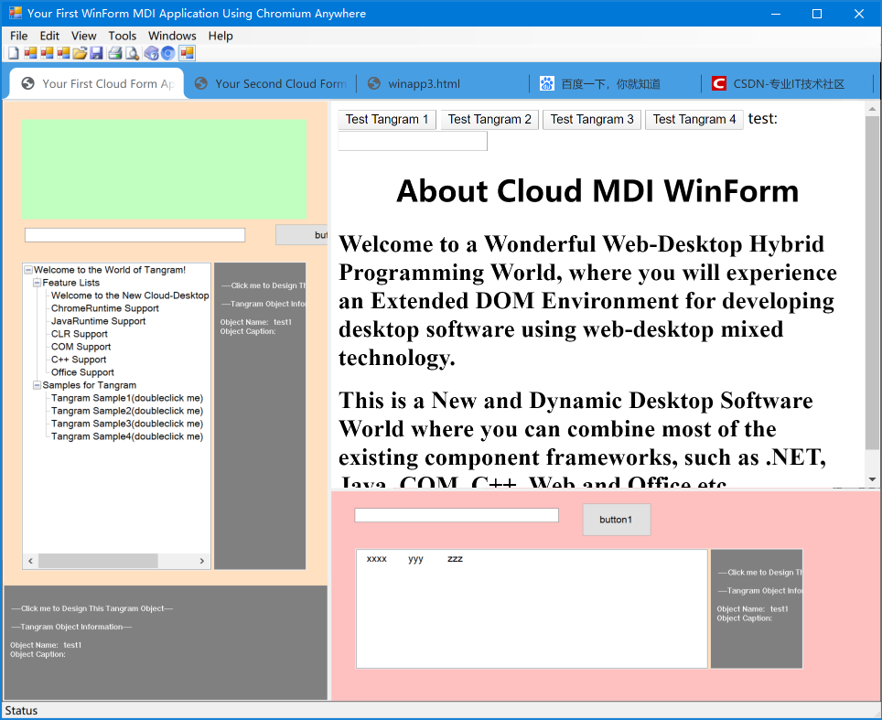 Your First WinForm MDI Application Using Chromium Anywhere
File Edit View Tools Windows Help
Your First Cloud Form Ap
Your Second Cloud Form
winapp3.html
百度一下，你就知道
CSDN-专业IT技术社区
but
Welcome to the World of Tangram!
Feature Lists
Welcome to the New Cloud-Desktop
ChromeRuntime Support
JavaRuntime Support
CLR Support
COM Support
C++ Support
Office Support
Samples for Tangram
Tangram Sample1(doubleclick me)
Tangram Sample2(doubleclick me)
Tangram Sample3(doubleclick me)
Tangram Sample4(doubleclick me)
----Click me to Design Th
----Tangram Object Infor
Object Name: test1
Object Caption:
----Click me to Design This Tangram Object----
----Tangram Object Information----
Object Name: test1
Object Caption:
Test Tangram 1 Test Tangram 2 Test Tangram 3 Test Tangram 4 test:
About Cloud MDI WinForm
Welcome to a Wonderful Web-Desktop Hybrid
Programming World, where you will experience
an Extended DOM Environment for developing
desktop software using web-desktop mixed
technology.
This is a New and Dynamic Desktop Software
World where you can combine most of the
existing component frameworks, such as .NET,
Java, COM, C++, Web and Office etc
button1
xxxx yyy zzz
----Click me to Design Th
----Tangram Object Infor
Object Name: test1
Object Caption:
Status